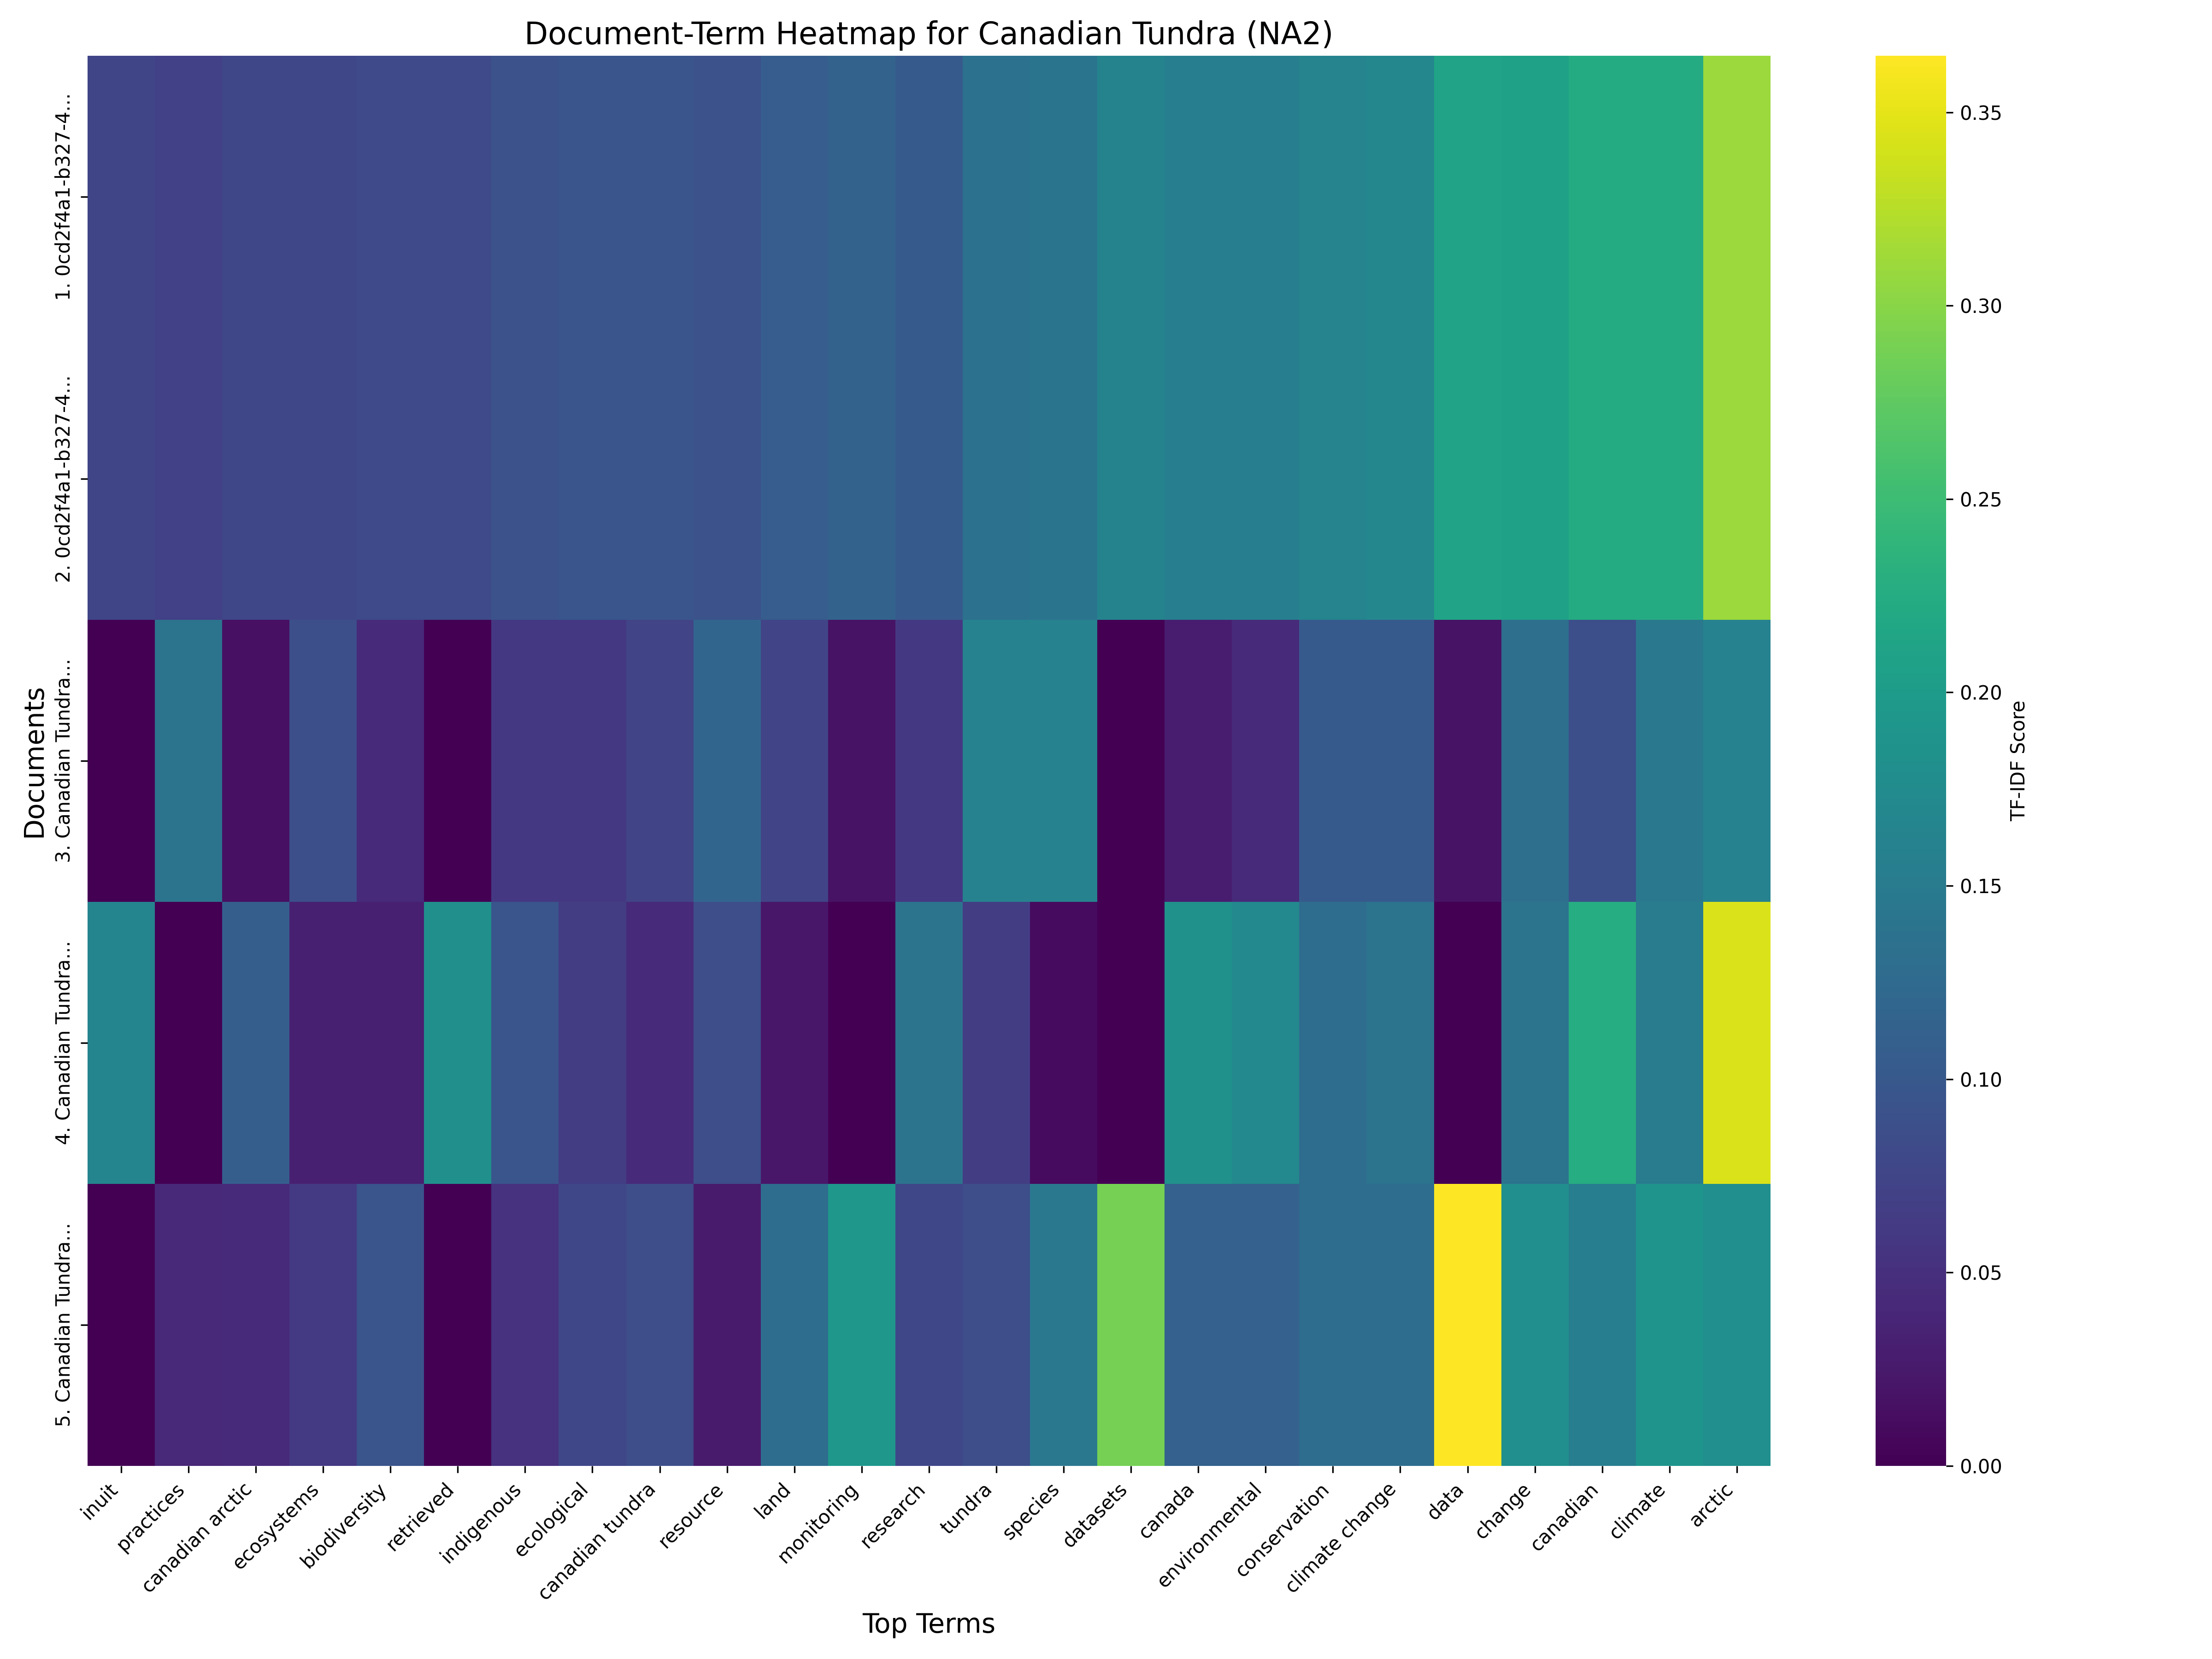 Document-Term Heatmap for Canadian Tundra (NA2)
Documents
1. 0cd2f4a1-b327-4...
2. 0cd2f4a1-b327-4...
3. Canadian Tundra...
4. Canadian Tundra...
5. Canadian Tundra...
inuit
practices
canadian arctic
ecosystems
biodiversity
retrieved
indigenous
ecological
canadian tundra
resource
land
monitoring
research
tundra
species
datasets
canada
environmental
conservation
climate change
data
change
canadian
climate
arctic
Top Terms
0.35
0.30
0.25
0.20
0.15
0.10
0.05
0.00
TF-IDF Score